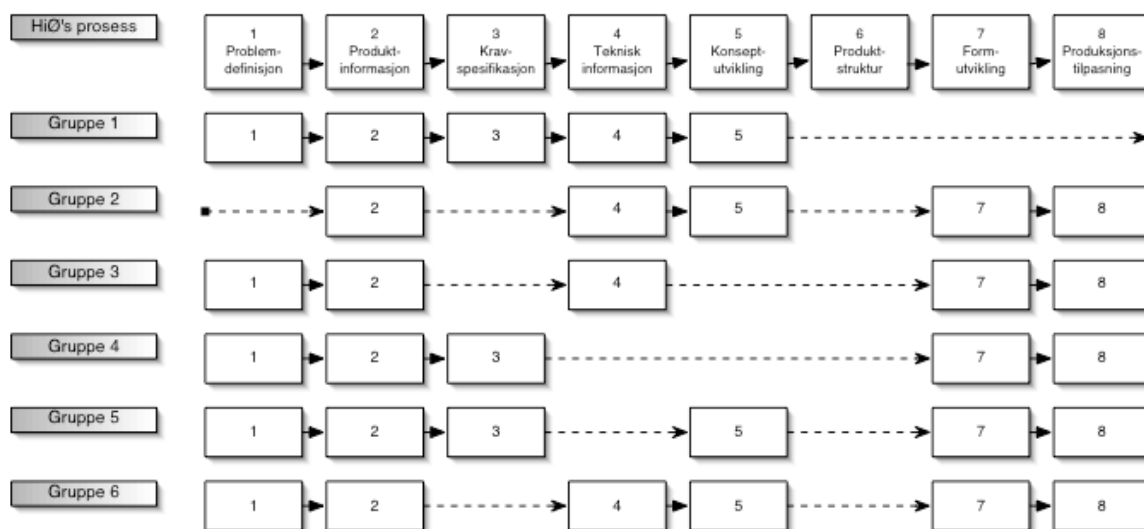 HiØ's prosess
1
Problem-
definisjon
2
Produkt-
informasjon
3
Krav-
spesifikasjon
4
Teknisk
informasjon
5
Konsept-
utvikling
6
Produkt-
struktur
7
Form-
utvikling
8
Produksjons-
tilpasning
Gruppe 1
1 2 3 4 5
Gruppe 2
2 4 5 7 8
Gruppe 3
1 2 4 7 8
Gruppe 4
1 2 3 7 8
Gruppe 5
1 2 3 5 7 8
Gruppe 6
1 2 4 5 7 8